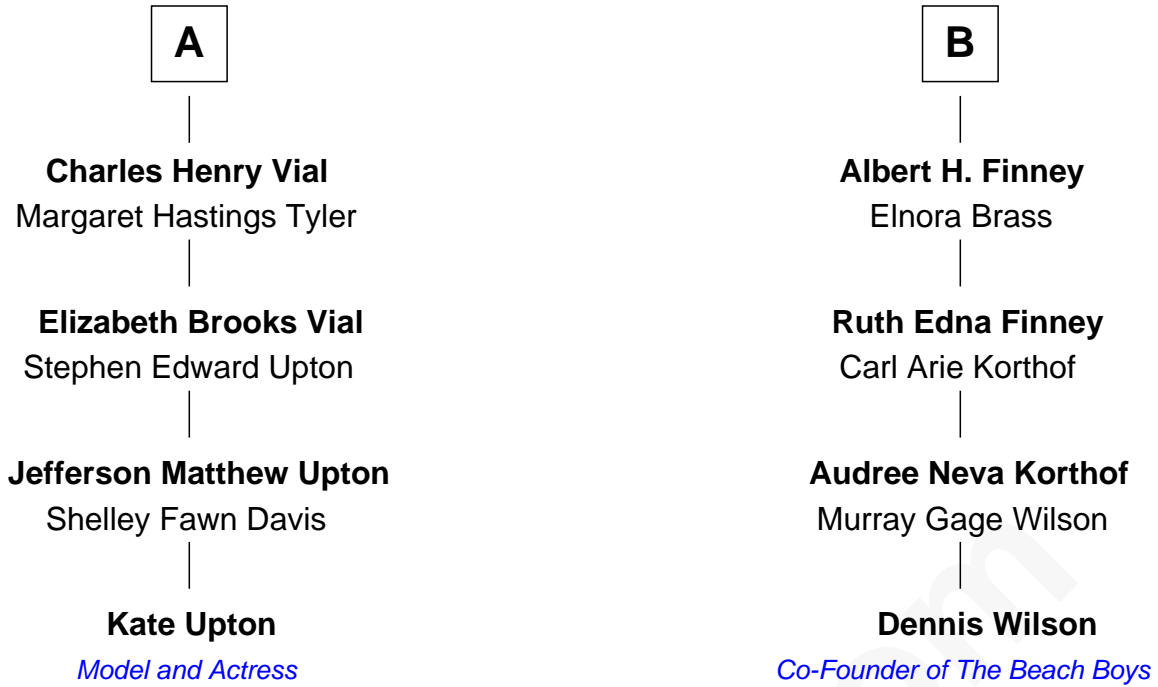 A
Charles Henry Vial
Margaret Hastings Tyler
Elizabeth Brooks Vial
Stephen Edward Upton
Jefferson Matthew Upton
Shelley Fawn Davis
Kate Upton
Model and Actress
B
Albert H. Finney
Elnora Brass
Ruth Edna Finney
Carl Arie Korthof
Audree Neva Korthof
Murray Gage Wilson
Dennis Wilson
Co-Founder of The Beach Boys